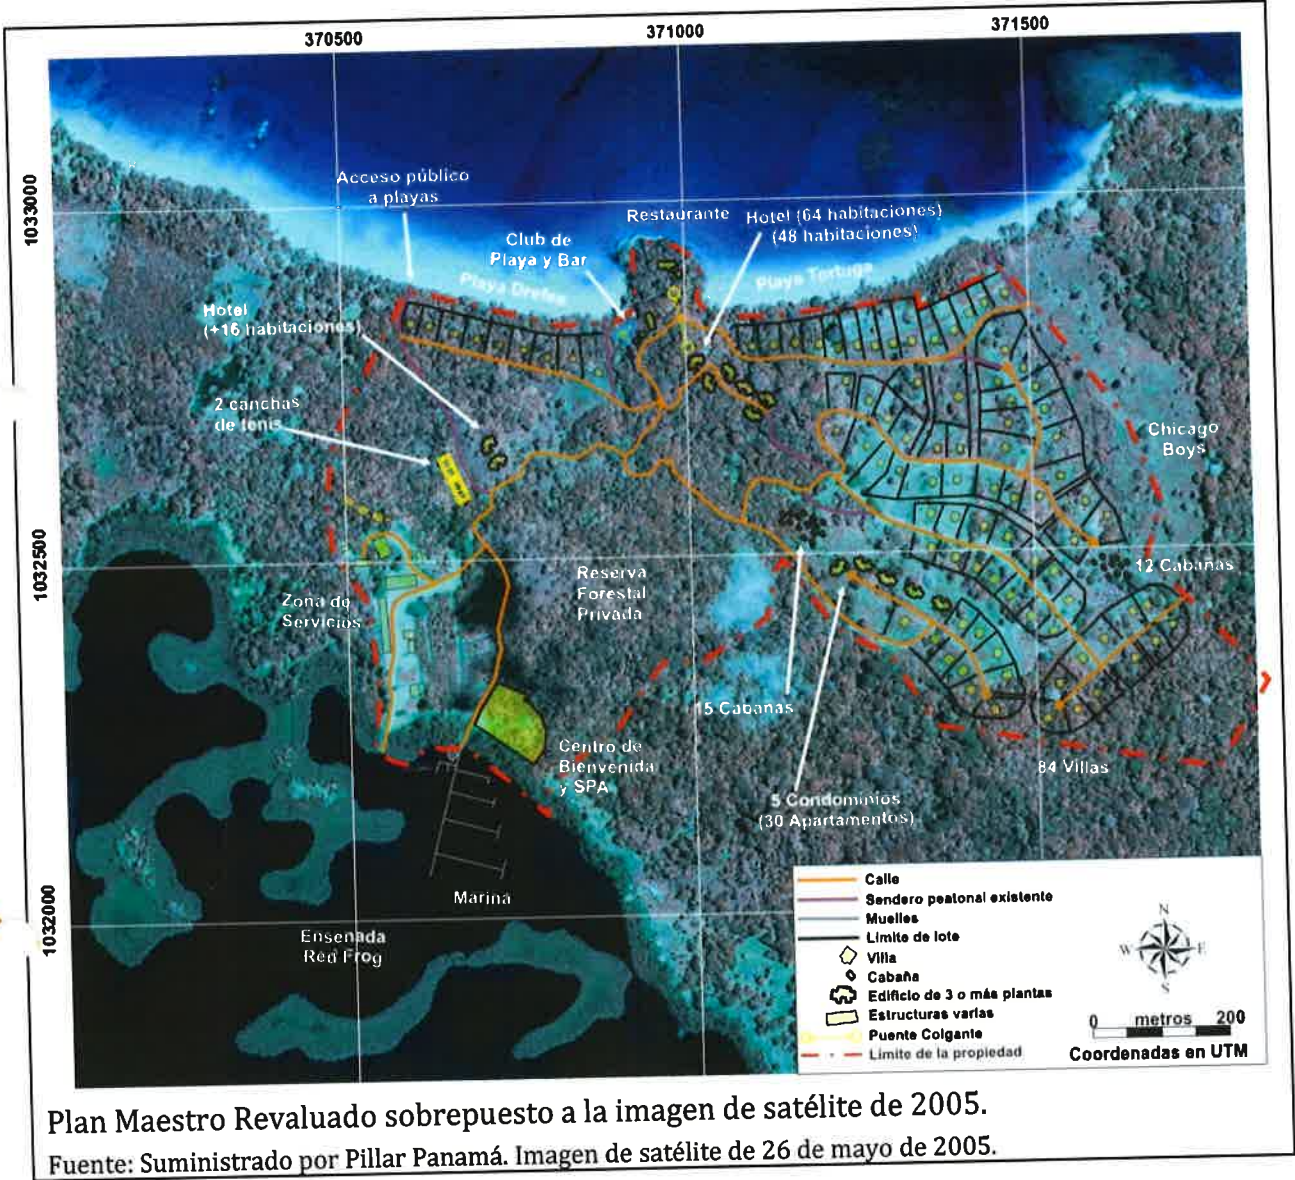 370500
371000
371500
1033000
1032500
1032000
Acceso público
a playas
Restaurante
Hotel (64 habitaciones)
(48 habitaciones)
Club de
Playa y Bar
Playa Tortuga
Hotel
(+16 habitaciones)
2 canchas
de tenis
Chicago
Boys
12 Cabañas
Reserva
Forestal
Privada
Zona de
Servicios
15 Cabañas
Centro de
Bienvenida
y SPA
84 Villas
5 Condominios
(30 Apartamentos)
Marina
Ensenada
Red Frog
Calle
Sendero peatonal existente
Muelles
Límite de lote
Villa
Cabaña
Edificio de 3 o más plantas
Estructuras varias
Puente Colgante
Límite de la propiedad
N
W E
S
0 metros 200
Coordenadas en UTM
Plan Maestro Revaluado sobrepuesto a la imagen de satélite de 2005.
Fuente: Suministrado por Pillar Panamá. Imagen de satélite de 26 de mayo de 2005.